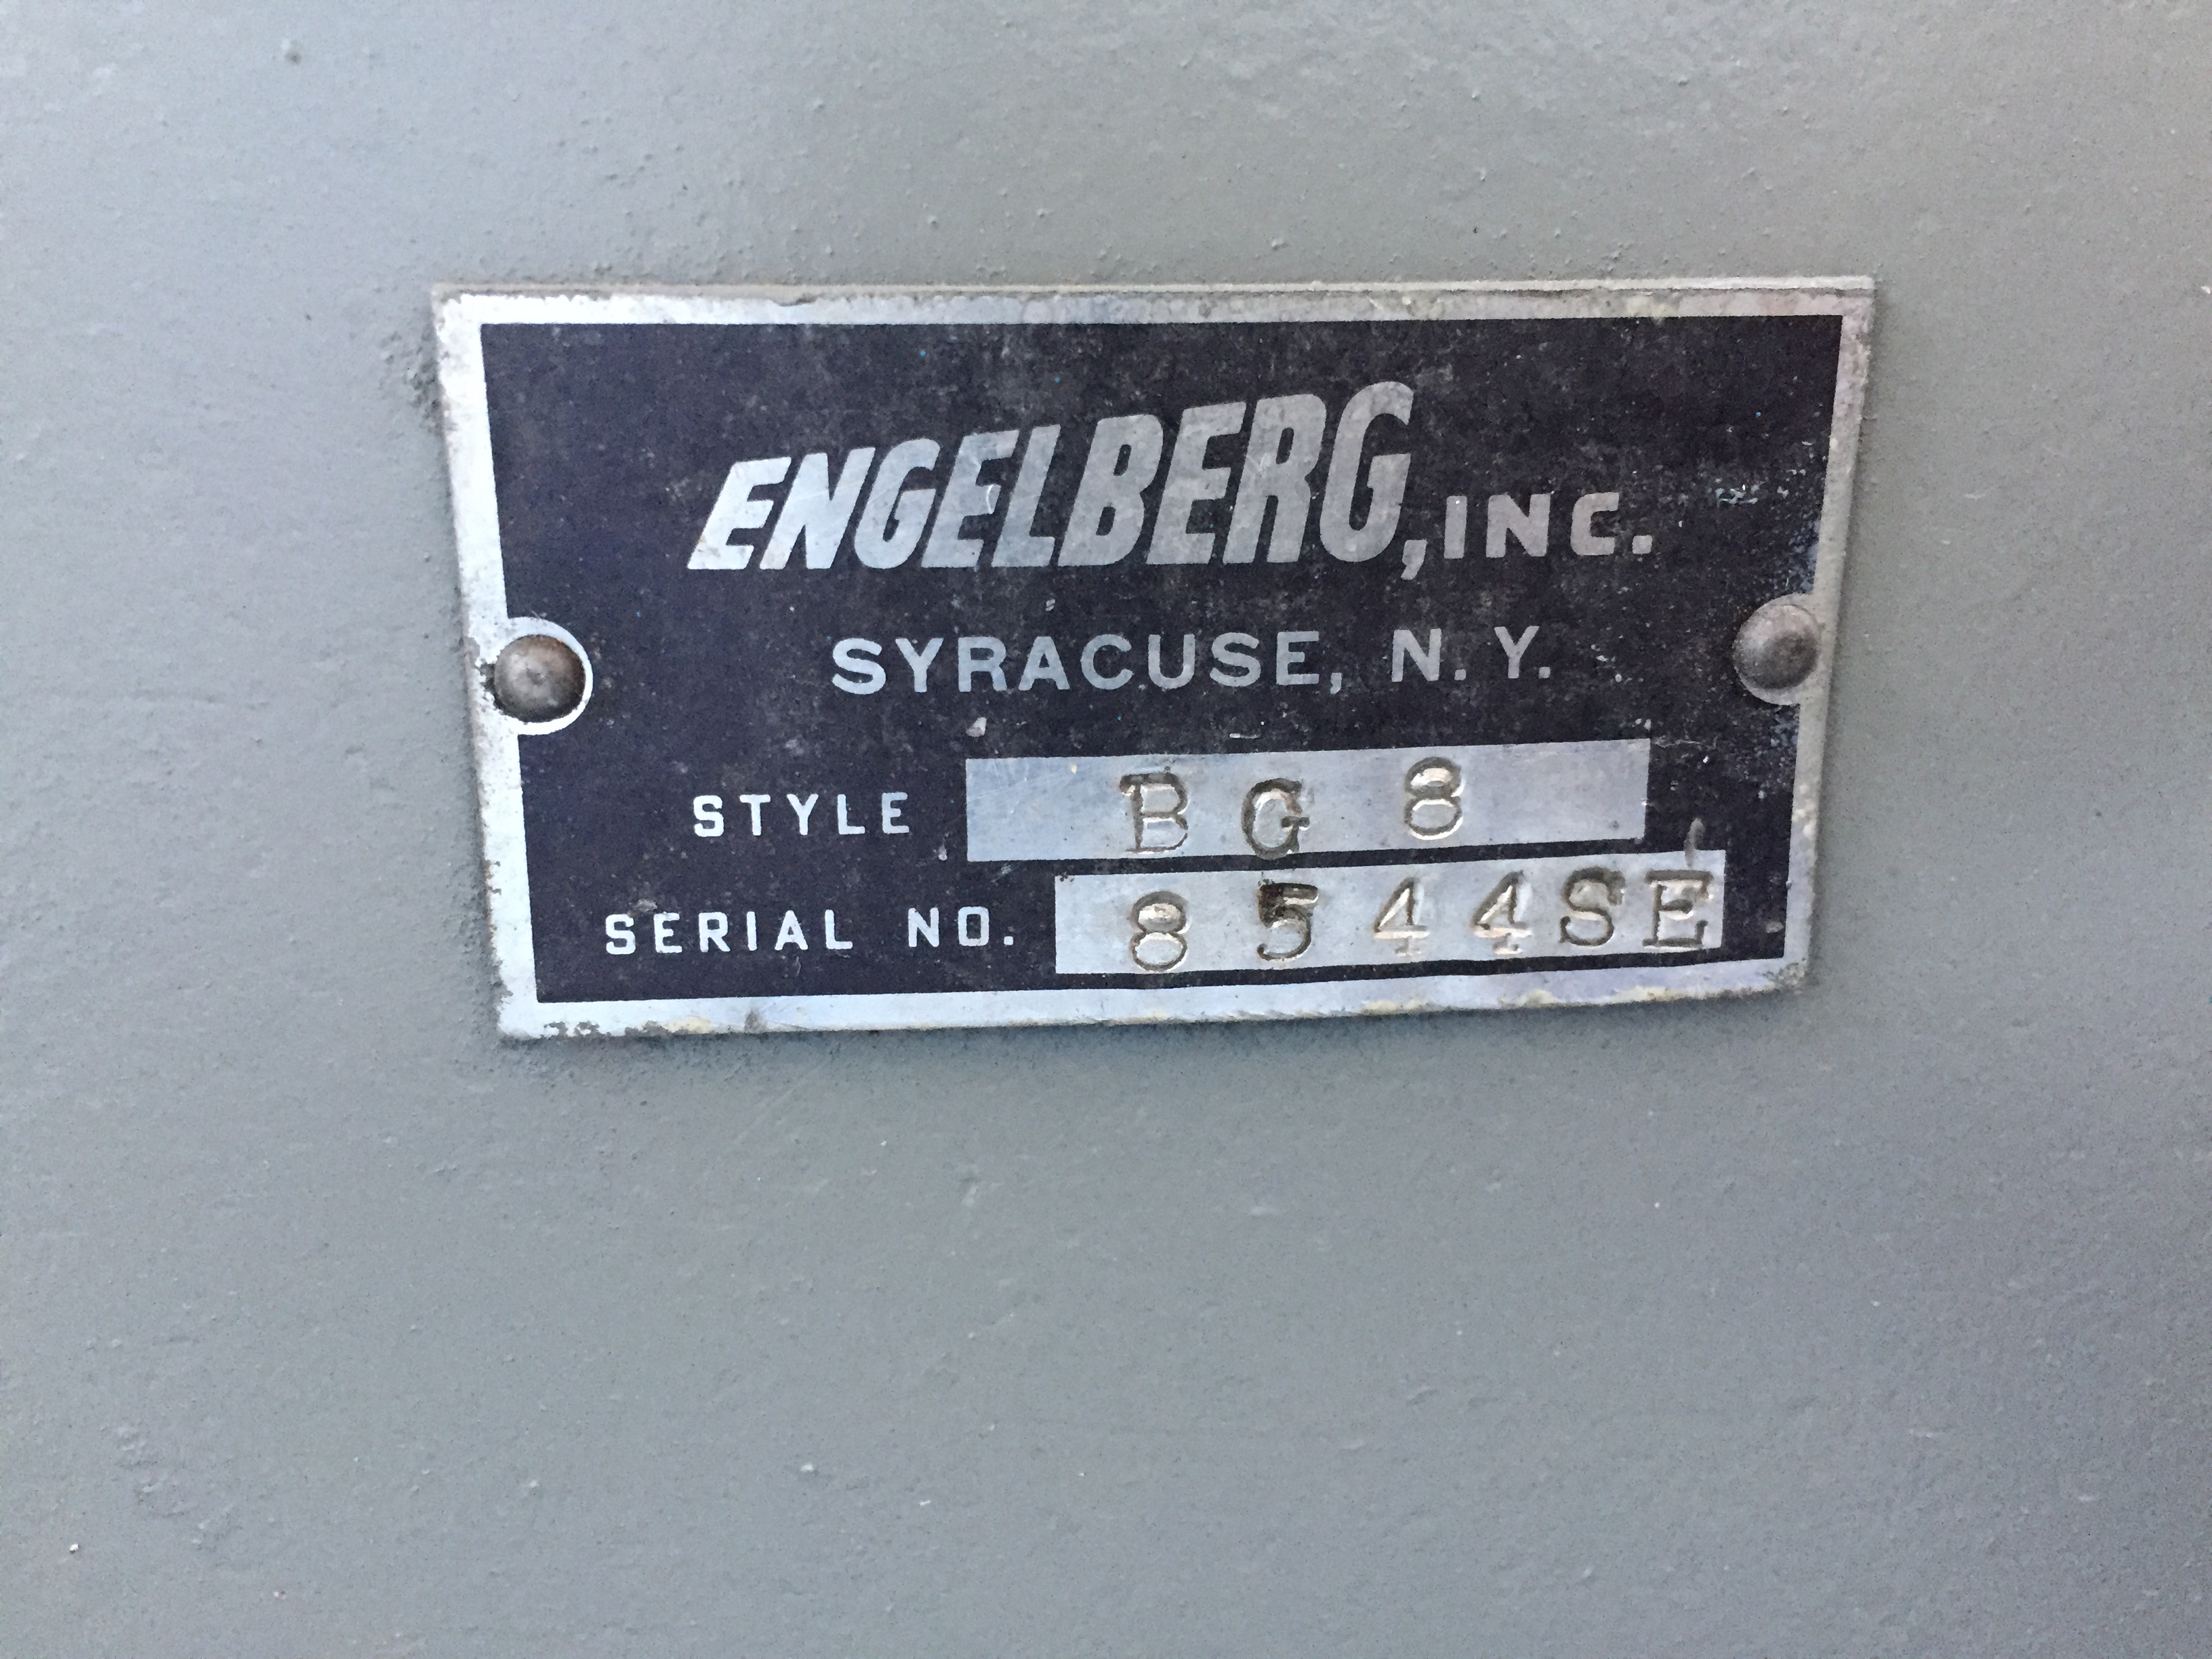 ENGELBERG, INC.
SYRACUSE, N. Y.
STYLE BG 8
SERIAL NO. 8544SE